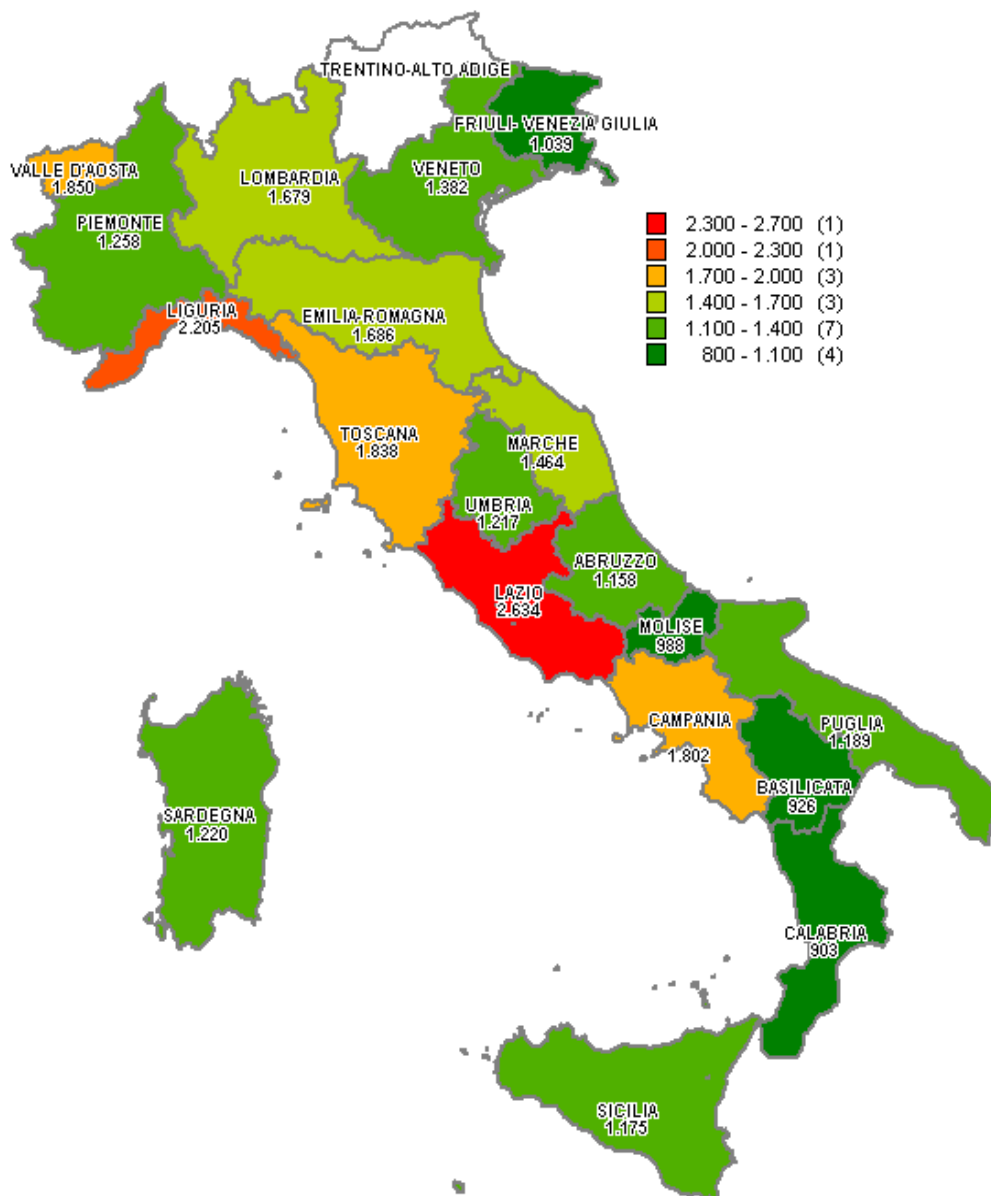 TRENTINO-ALTO ADIGE
FRIULI- VENEZIA GIULIA
1.039
VALLE D'AOSTA
1.850
LOMBARDIA
1.679
VENETO
1.382
PIEMONTE
1.258
2.300 - 2.700 (1)
2.000 - 2.300 (1)
1.700 - 2.000 (3)
1.400 - 1.700 (3)
1.100 - 1.400 (7)
800 - 1.100 (4)
LIGURIA
2.205
EMILIA-ROMAGNA
1.686
TOSCANA
1.838
MARCHE
1.464
UMBRIA
1.217
ABRUZZO
1.158
LAZIO
2.634
MOLISE
988
CAMPANIA
1.802
PUGLIA
1.189
BASILICATA
926
SARDEGNA
1.220
CALABRIA
903
SICILIA
1.175